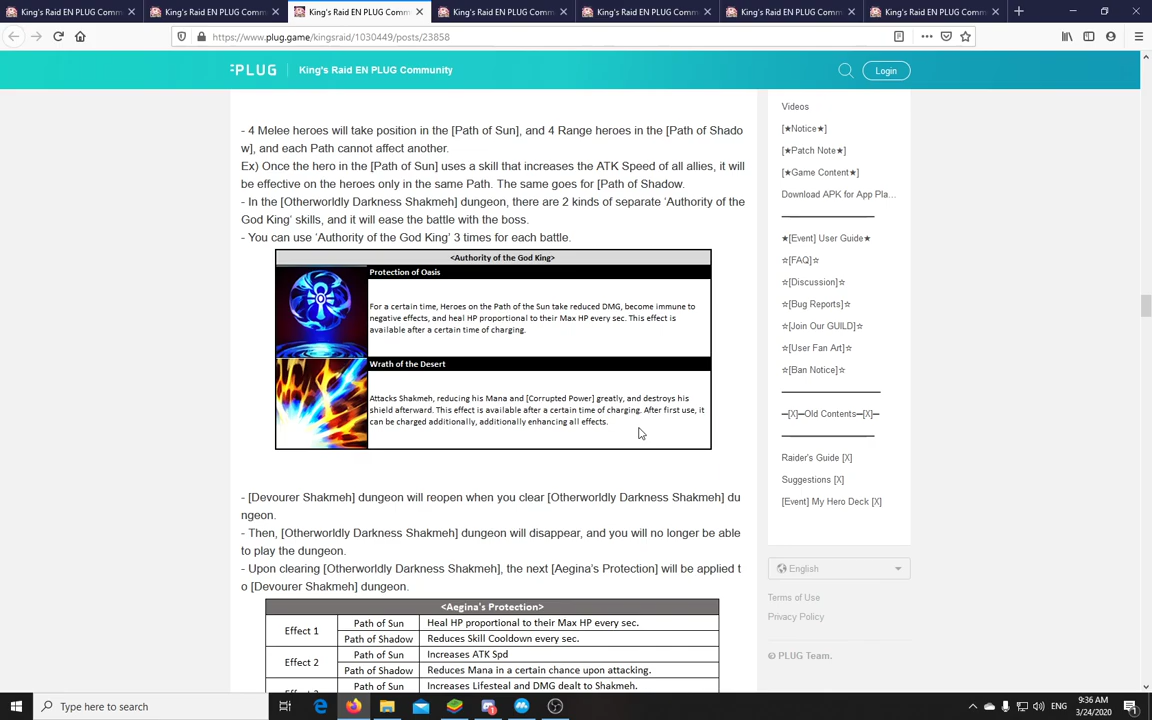 King's Raid EN PLUG Comm
King's Raid EN PLUG Comm
King's Raid EN PLUG Comm
King's Raid EN PLUG Comm
King's Raid EN PLUG Comm
King's Raid EN PLUG Comm
King's Raid EN PLUG Comm
https://www.plug.game/kingsraid/1030449/posts/23858
PLUG King's Raid EN PLUG Community Login
- 4 Melee heroes will take position in the [Path of Sun], and 4 Range heroes in the [Path of Shado
w], and each Path cannot affect another.
Ex) Once the hero in the [Path of Sun] uses a skill that increases the ATK Speed of all allies, it will
be effective on the heroes only in the same Path. The same goes for [Path of Shadow.
- In the [Otherworldly Darkness Shakmeh] dungeon, there are 2 kinds of separate ‘Authority of the
God King’ skills, and it will ease the battle with the boss.
- You can use ‘Authority of the God King’ 3 times for each battle.
<Authority of the God King>
Protection of Oasis
For a certain time, Heroes on the Path of the Sun take reduced DMG, become immune to
negative effects, and heal HP proportional to their Max HP every sec. This effect is
available after a certain time of charging.
Wrath of the Desert
Attacks Shakmeh, reducing his Mana and [Corrupted Power] greatly, and destroys his
shield afterward. This effect is available after a certain time of charging. After first use, it
can be charged additionally, additionally enhancing all effects.
- [Devourer Shakmeh] dungeon will reopen when you clear [Otherworldly Darkness Shakmeh] du
ngeon.
- Then, [Otherworldly Darkness Shakmeh] dungeon will disappear, and you will no longer be able
to play the dungeon.
- Upon clearing [Otherworldly Darkness Shakmeh], the next [Aegina’s Protection] will be applied t
o [Devourer Shakmeh] dungeon.
<Aegina's Protection>
Effect 1
Path of Sun Heal HP proportional to their Max HP every sec.
Path of Shadow Reduces Skill Cooldown every sec.
Effect 2
Path of Sun Increases ATK Spd
Path of Shadow Reduces Mana in a certain chance upon attacking.
Path of Sun Increases Lifesteal and DMG dealt to Shakmeh.
Videos
[★Notice★]
[★Patch Note★]
[★Game Content★]
Download APK for App Pla...
★[Event] User Guide★
☆[FAQ]☆
☆[Discussion]☆
☆[Bug Reports]☆
☆[Join Our GUILD]☆
☆[User Fan Art]☆
☆[Ban Notice]☆
━[X]━Old Contents━[X]━
Raider's Guide [X]
Suggestions [X]
[Event] My Hero Deck [X]
English
Terms of Use
Privacy Policy
© PLUG Team.
Type here to search
ENG
9:36 AM
3/24/2020